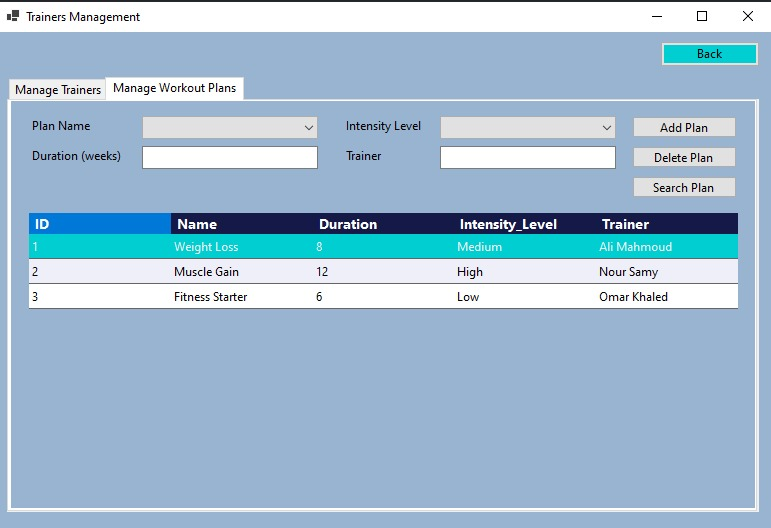 Trainers Management
Back
Manage Trainers Manage Workout Plans
Plan Name Intensity Level Add Plan
Duration (weeks) Trainer Delete Plan
Search Plan
ID Name Duration Intensity_Level Trainer
1 Weight Loss 8 Medium Ali Mahmoud
2 Muscle Gain 12 High Nour Samy
3 Fitness Starter 6 Low Omar Khaled